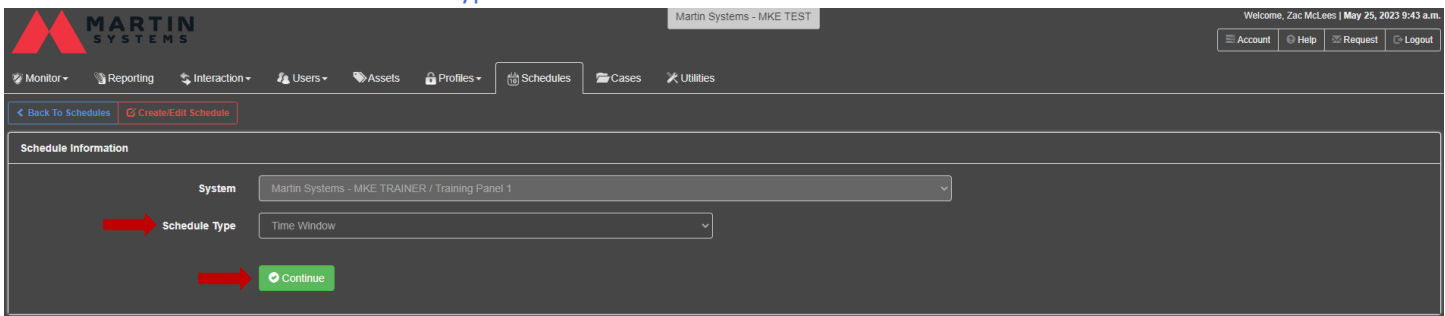 MARTIN
SYSTEMS
Martin Systems - MKE TEST
Welcome, Zac McLees | May 25, 2023 9:43 a.m.
Account Help Request Logout
Monitor Reporting Interaction Users Assets Profiles Schedules Cases Utilities
Back To Schedules Create/Edit Schedule
Schedule Information
System Martin Systems - MKE TRAINER / Training Panel 1
Schedule Type Time Window
Continue